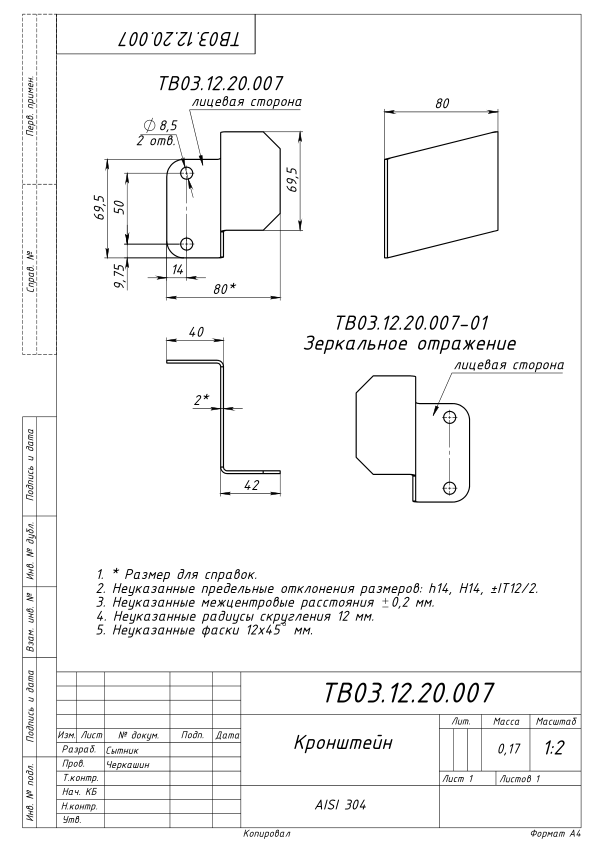 ТВ03.12.20.007
Перв. примен.
Справ. №
Подпись и дата
Инв. № дубл.
Взам. инв. №
Подпись и дата
Инв. № подл.
ТВ03.12.20.007
лицевая сторона
∅ 8,5
2 отв.
69,5
50
9,75
14
80*
69,5
80
40
2*
42
ТВ03.12.20.007-01
Зеркальное отражение
лицевая сторона
1. * Размер для справок.
2. Неуказанные предельные отклонения размеров: h14, H14, ±IT12/2.
3. Неуказанные межцентровые расстояния ±0,2 мм.
4. Неуказанные радиусы скругления 12 мм.
5. Неуказанные фаски 12х45° мм.
ТВ03.12.20.007
Изм. Лист № докум. Подп. Дата
Разраб. Сытник
Пров. Черкашин
Т.контр.
Нач. КБ
Н.контр.
Утв.
Кронштейн
AISI 304
Лит. Масса Масштаб
0,17 1:2
Лист 1 Листов 1
Копировал Формат А4